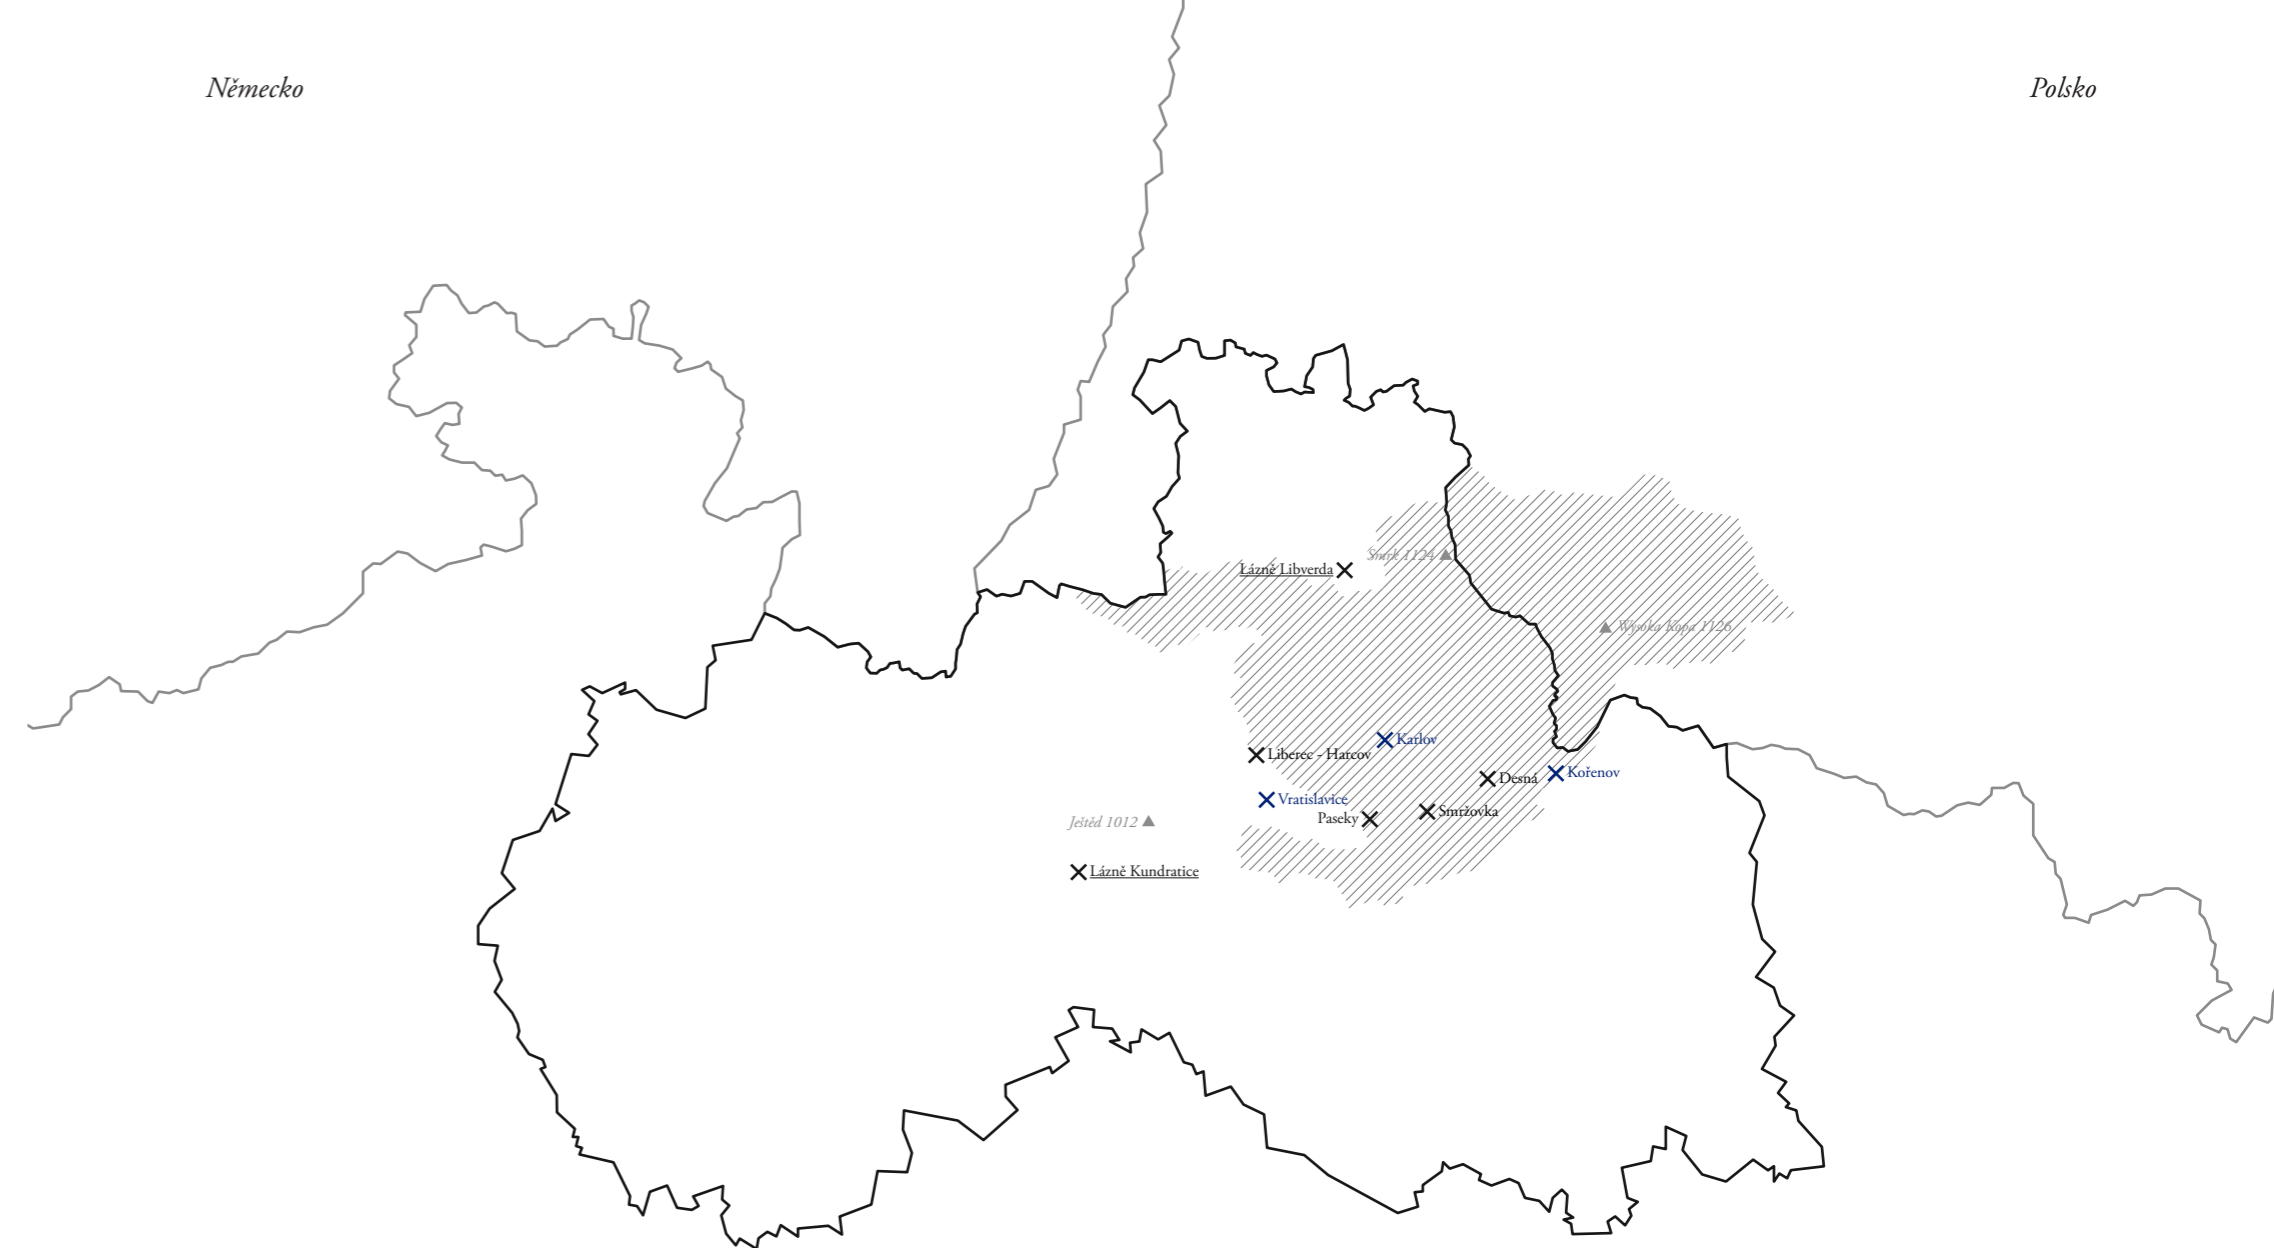 Německo
Polsko
Smrk 1124
Lázně Libverda
Wysoka Kopa 1126
Karlov
Liberec - Harcov
Kořenov
Desná
Vratislavice
Smržovka
Paseky
Ještěd 1012
Lázně Kundratice